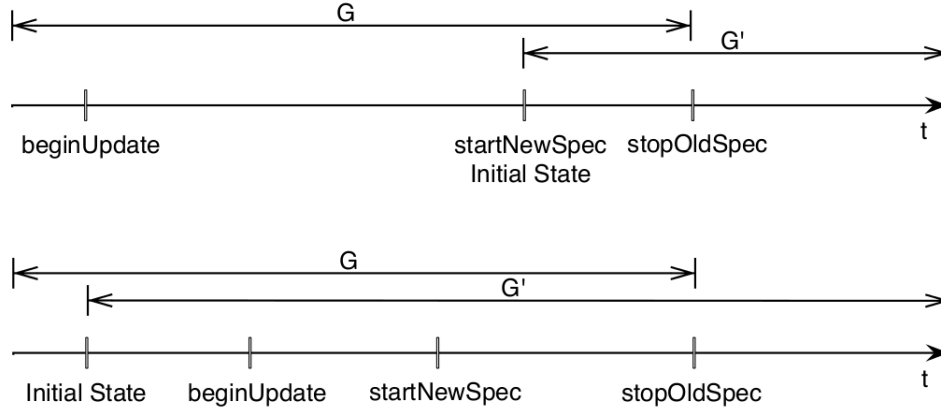 G
G'
beginUpdate startNewSpec stopOldSpec
Initial State
t
G
G'
Initial State beginUpdate startNewSpec stopOldSpec
t